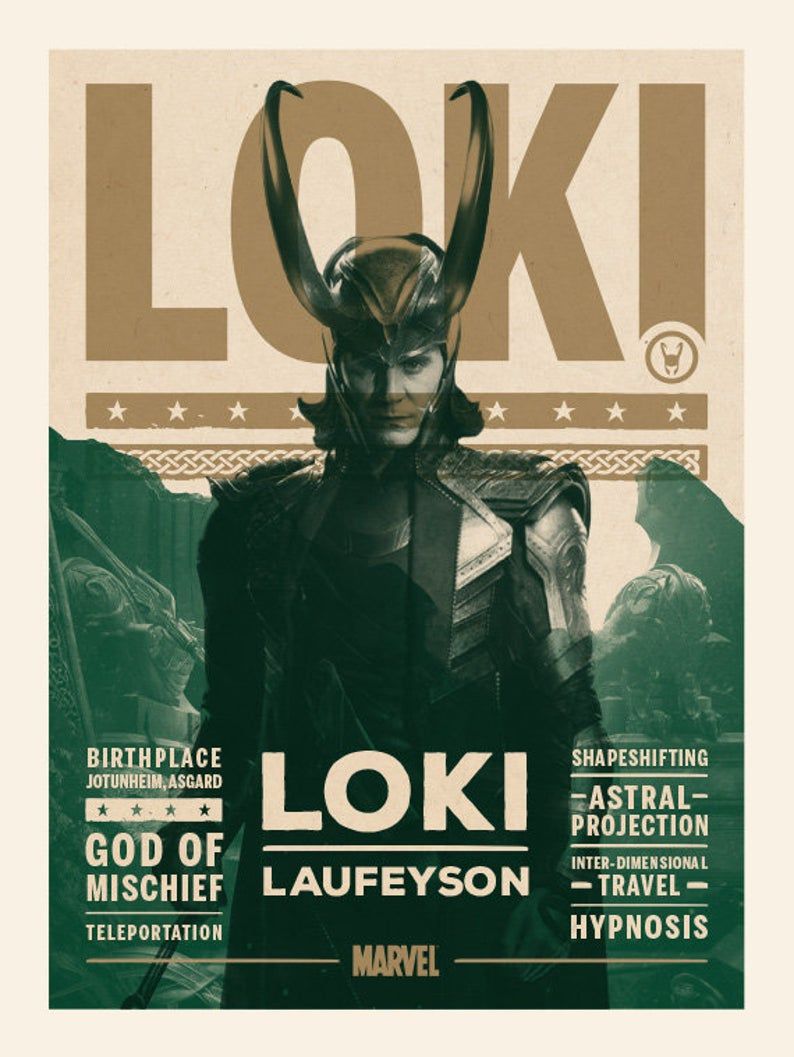 LOKI
BIRTHPLACE
JOTUNHEIM, ASGARD
GOD OF
MISCHIEF
TELEPORTATION
LOKI
LAUFEYSON
SHAPESHIFTING
ASTRAL
PROJECTION
INTER-DIMENSIONAL
TRAVEL
HYPNOSIS
MARVEL